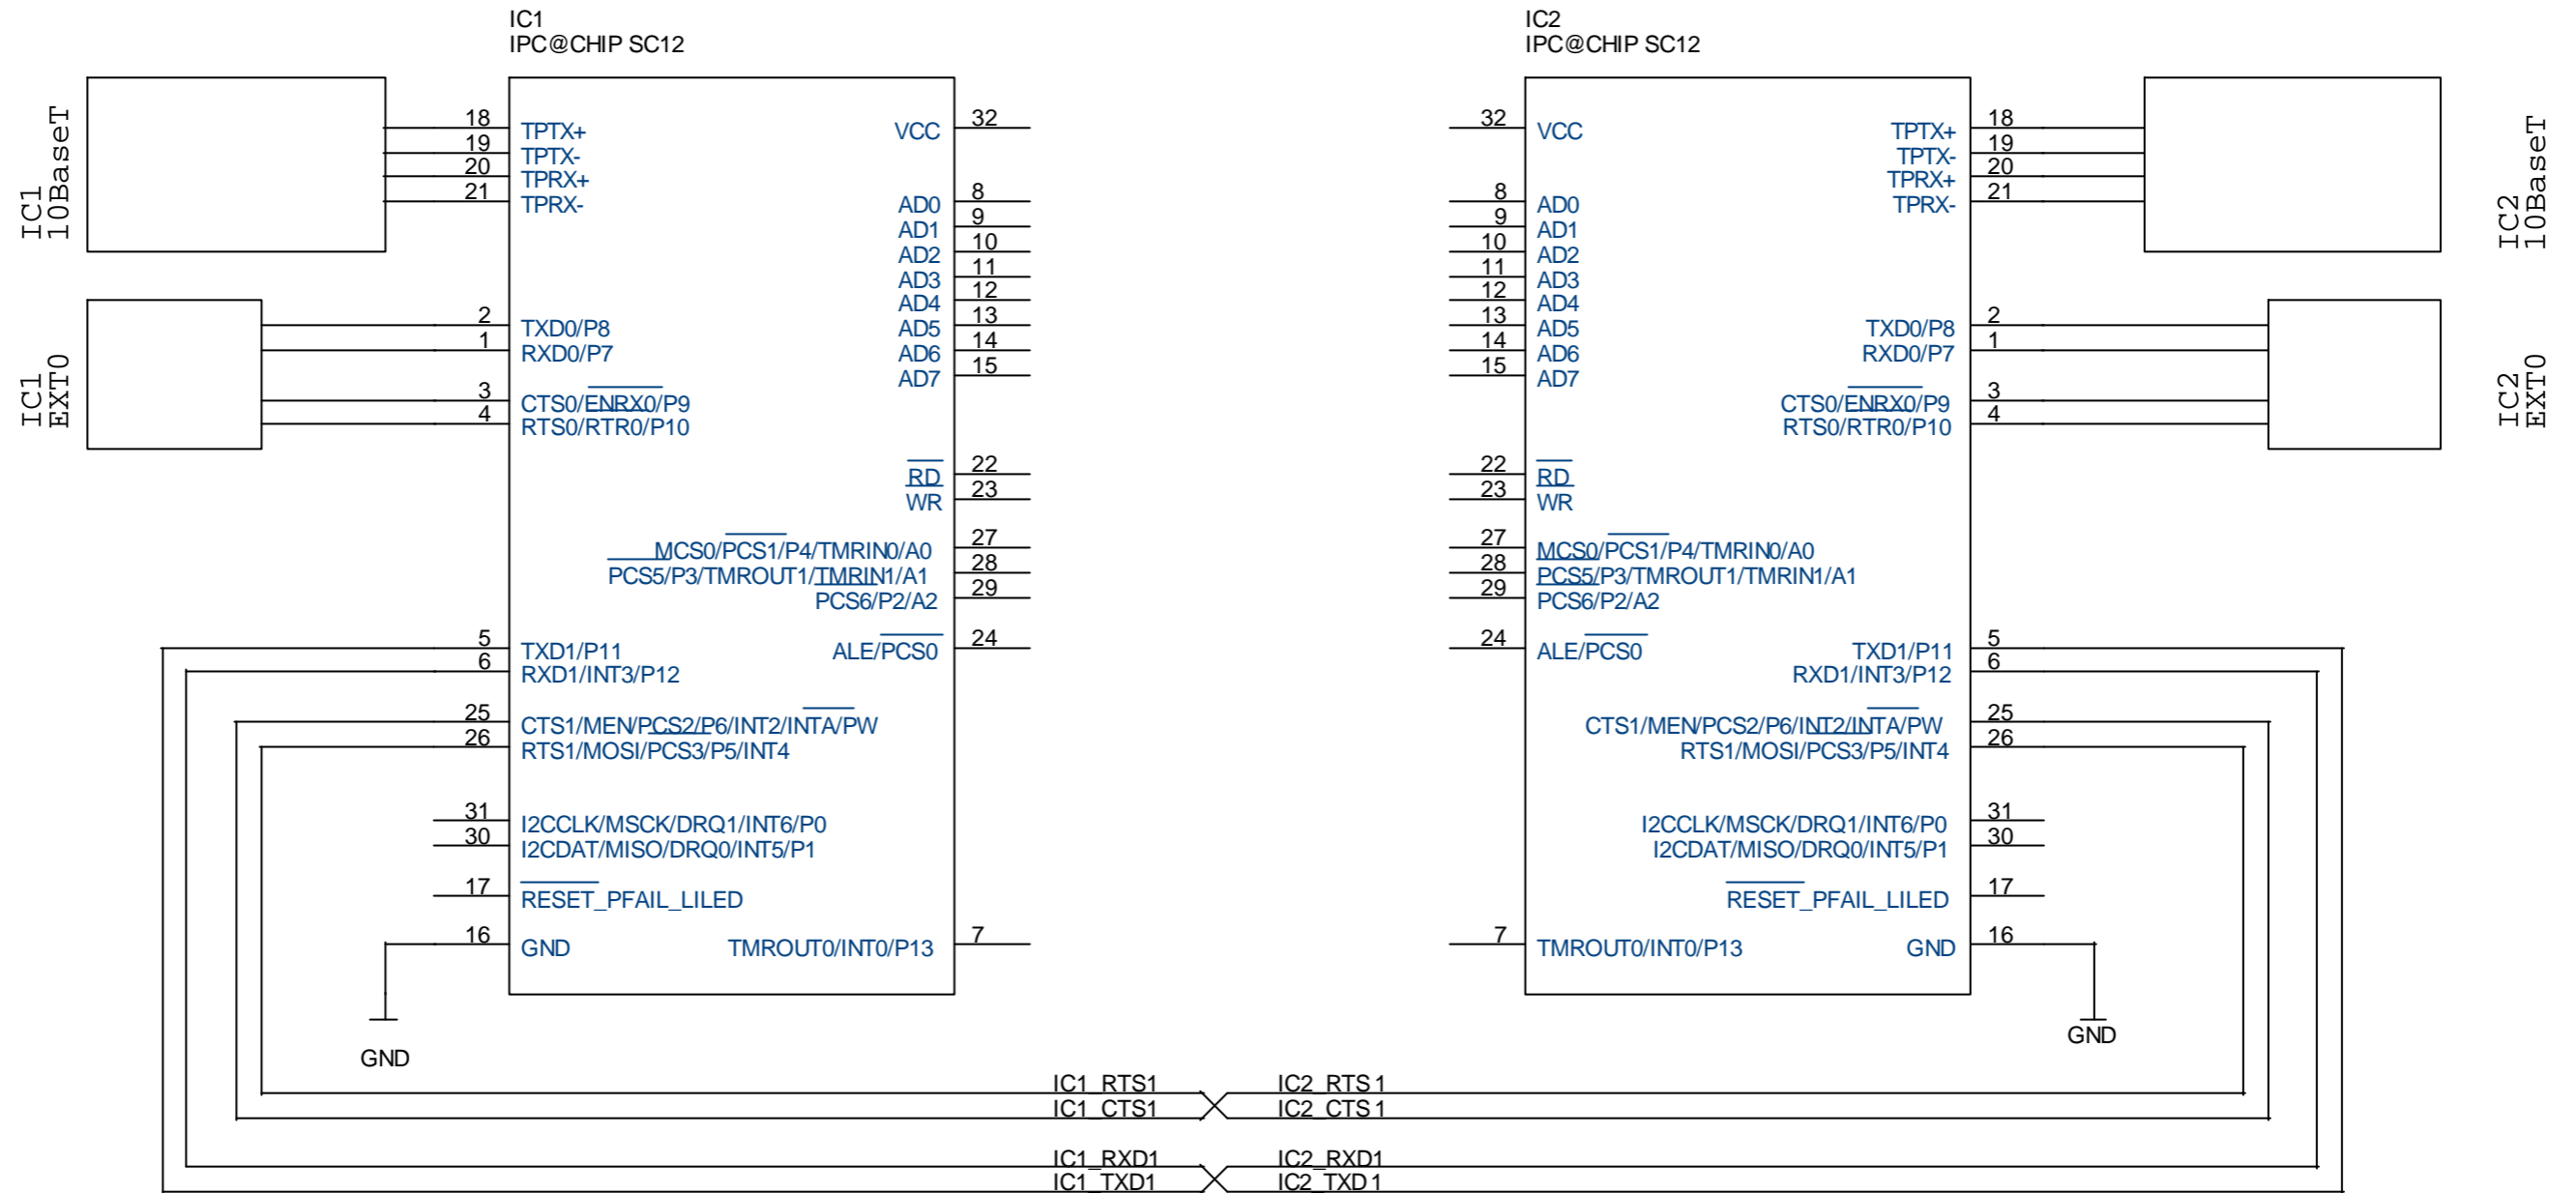 IC1
IPC@CHIP SC12
IC2
IPC@CHIP SC12
IC1
10BaseT
18 TPTX+
19 TPTX-
20 TPRX+
21 TPRX-
VCC 32
AD0 8
AD1 9
AD2 10
AD3 11
AD4 12
AD5 13
AD6 14
AD7 15
IC1
EXT0
2 TXD0/P8
1 RXD0/P7
3 CTS0/ENRX0/P9
4 RTS0/RTR0/P10
RD 22
WR 23
MCS0/PCS1/P4/TMRIN0/A0 27
PCS5/P3/TMROUT1/TMRIN1/A1 28
PCS6/P2/A2 29
5 TXD1/P11
6 RXD1/INT3/P12
ALE/PCS0 24
25 CTS1/MEN/PCS2/P6/INT2/INTA/PW
26 RTS1/MOSI/PCS3/P5/INT4
31 I2CCLK/MSCK/DRQ1/INT6/P0
30 I2CDAT/MISO/DRQ0/INT5/P1
17 RESET_PFAIL_LILED
16 GND
TMROUT0/INT0/P13 7
GND
32 VCC
8 AD0
9 AD1
10 AD2
11 AD3
12 AD4
13 AD5
14 AD6
15 AD7
TPTX+ 18
TPTX- 19
TPRX+ 20
TPRX- 21
IC2
10BaseT
TXD0/P8 2
RXD0/P7 1
CTS0/ENRX0/P9 3
RTS0/RTR0/P10 4
IC2
EXT0
22 RD
23 WR
27 MCS0/PCS1/P4/TMRIN0/A0
28 PCS5/P3/TMROUT1/TMRIN1/A1
29 PCS6/P2/A2
24 ALE/PCS0
TXD1/P11 5
RXD1/INT3/P12 6
CTS1/MEN/PCS2/P6/INT2/INTA/PW 25
RTS1/MOSI/PCS3/P5/INT4 26
I2CCLK/MSCK/DRQ1/INT6/P0 31
I2CDAT/MISO/DRQ0/INT5/P1 30
RESET_PFAIL_LILED 17
7 TMROUT0/INT0/P13
GND 16
GND
IC1_RTS1 IC2_RTS1
IC1_CTS1 IC2_CTS1
IC1_RXD1 IC2_RXD1
IC1_TXD1 IC2_TXD1